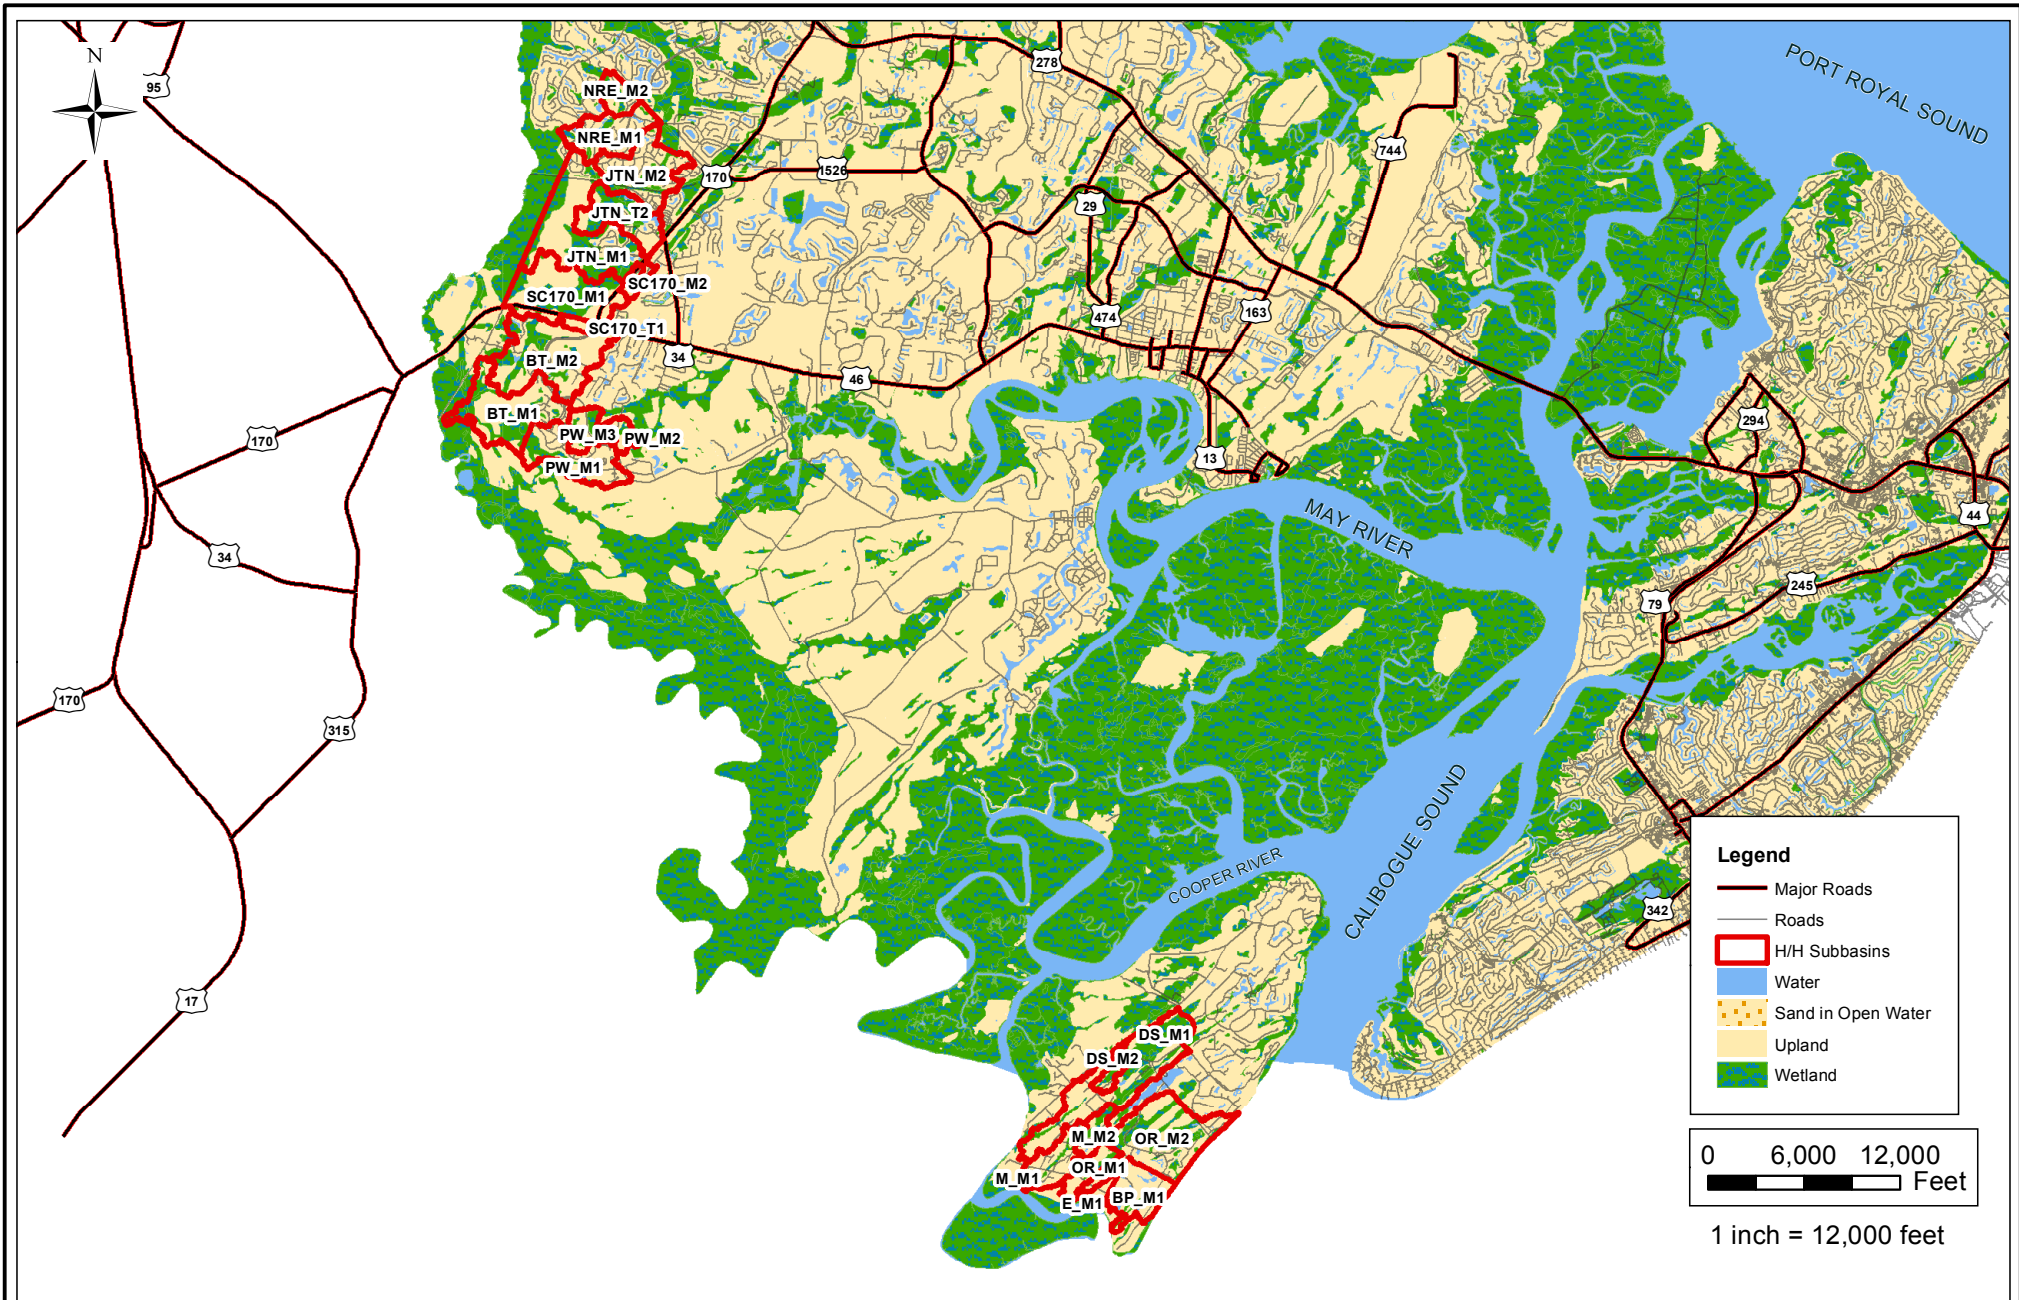 N
95
278
PORT ROYAL SOUND
NRE_M2
NRE_M1
JTN_M2
170
1526
744
29
JTN_T2
JTN_M1
SC170_M2
SC170_M1
SC170_T1
474
163
34
BT_M2
46
BT_M1
PW_M3
PW_M2
PW_M1
170
294
13
44
MAY RIVER
34
79
245
170
315
CALIBOGUE SOUND
COOPER RIVER
342
17
DS_M1
DS_M2
M_M2
OR_M2
OR_M1
M_M1
E_M1
BP_M1
Legend
Major Roads
Roads
H/H Subbasins
Water
Sand in Open Water
Upland
Wetland
0 6,000 12,000
Feet
1 inch = 12,000 feet